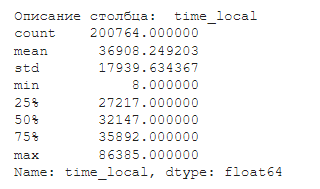 Описание столбца:  time_local
count    200764.000000
mean      36908.249203
std       17939.634367
min           8.000000
25%       27217.000000
50%       32147.000000
75%       35892.000000
max       86385.000000
Name: time_local, dtype: float64